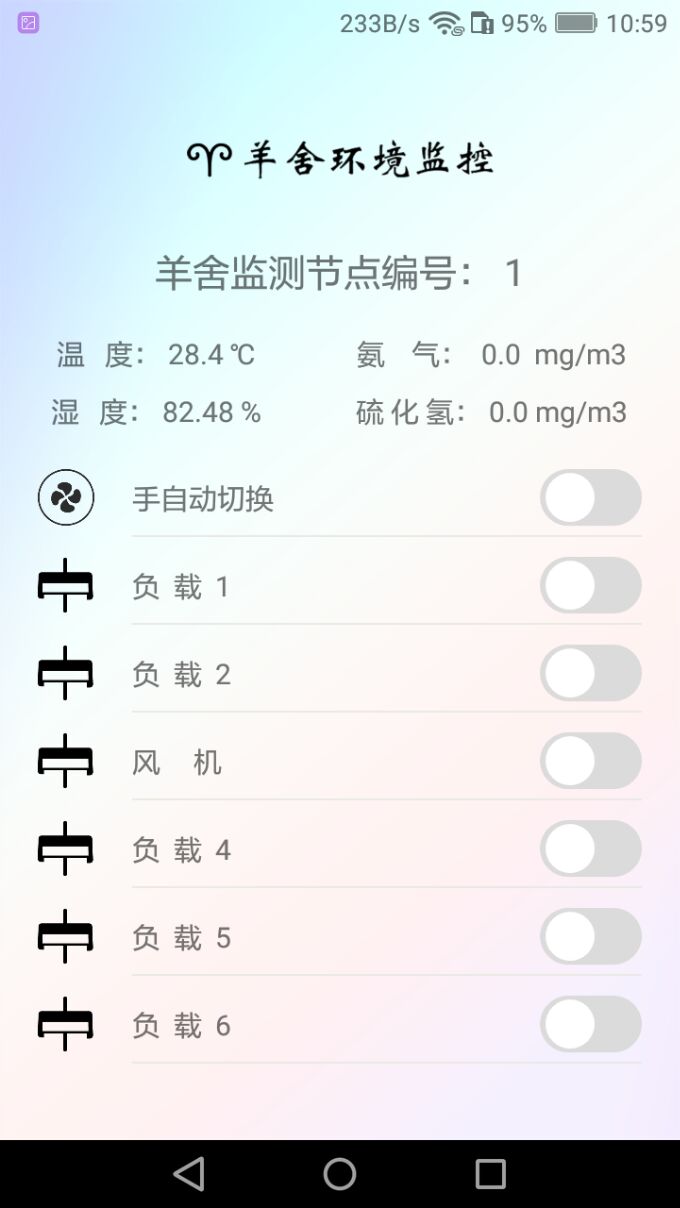 233B/s 95% 10:59
羊舍环境监控
羊舍监测节点编号： 1
温 度： 28.4 ℃ 氨 气： 0.0 mg/m3
湿 度： 82.48 % 硫化氢： 0.0 mg/m3
手自动切换
负 载 1
负 载 2
风 机
负 载 4
负 载 5
负 载 6